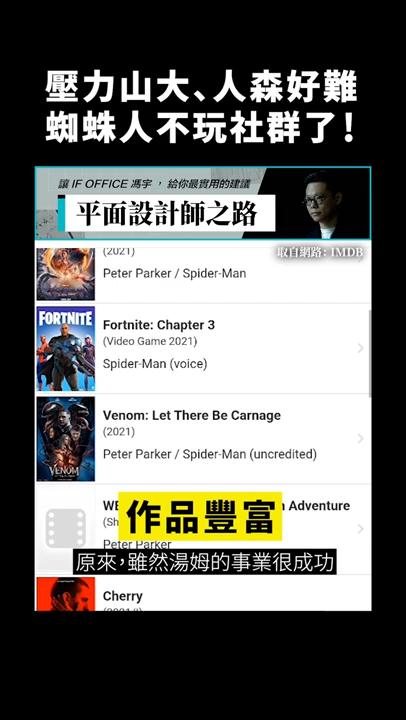 壓力山大、人森好難
蜘蛛人不玩社群了!
讓 IF OFFICE 馮宇，給你最實用的建議
平面設計師之路
取自網路: IMDB
(2021)
Peter Parker / Spider-Man
FORTNITE
Fortnite: Chapter 3
(Video Game 2021)
Spider-Man (voice)
Venom: Let There Be Carnage
(2021)
Peter Parker / Spider-Man (uncredited)
VENOM
Adventure
作品豐富
Peter Parker
原來,雖然湯姆的事業很成功
Cherry